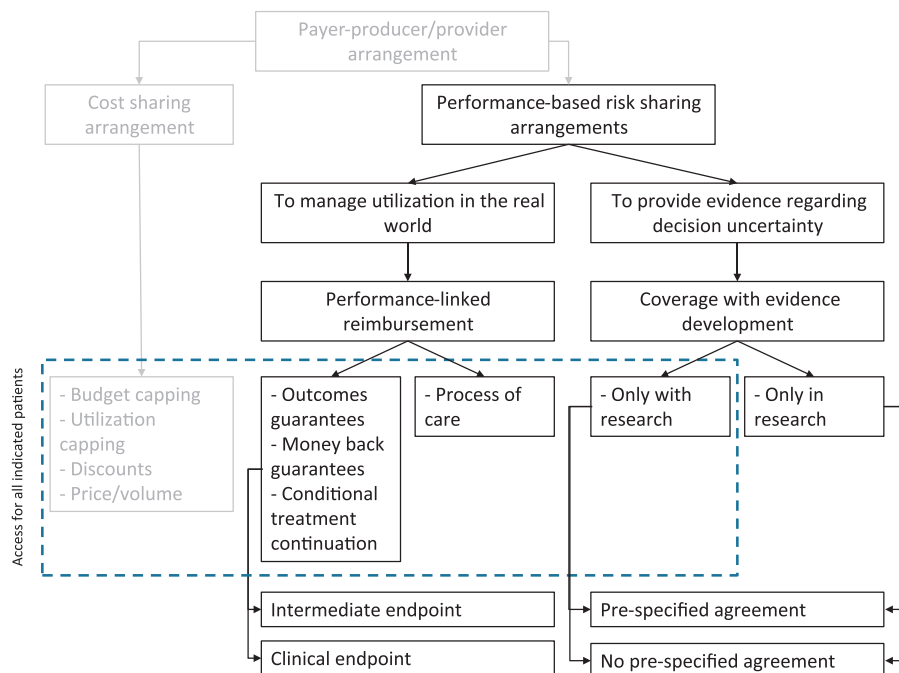 Payer-producer/provider
arrangement
Cost sharing
arrangement
Performance-based risk sharing
arrangements
To manage utilization in the real
world
To provide evidence regarding
decision uncertainty
Performance-linked
reimbursement
Coverage with evidence
development
Access for all indicated patients
- Budget capping
- Utilization
capping
- Discounts
- Price/volume
- Outcomes
guarantees
- Money back
guarantees
- Conditional
treatment
continuation
- Process of
care
- Only with
research
- Only in
research
Intermediate endpoint
Pre-specified agreement
Clinical endpoint
No pre-specified agreement